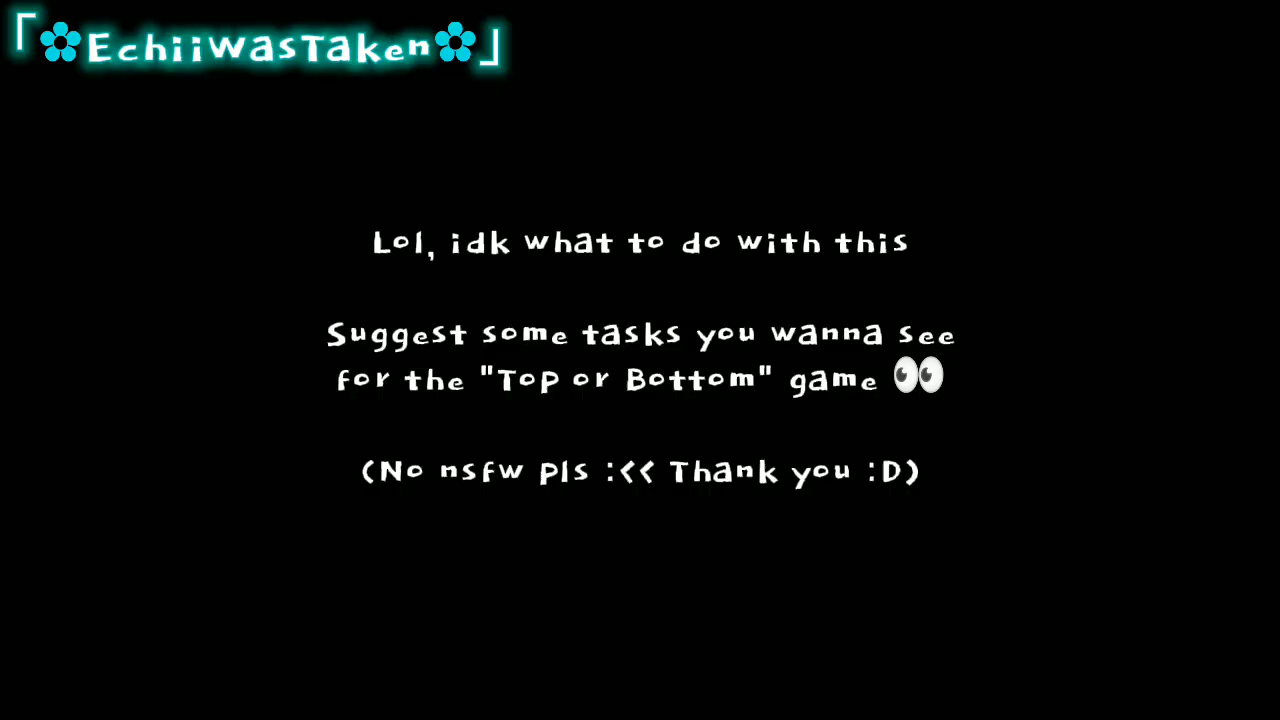 「✿EchiiwasTaken✿」
Lol, idk what to do with this
Suggest some tasks you wanna see
for the "Top or Bottom" game 👀
(No nsfw pls :<< Thank you :D)